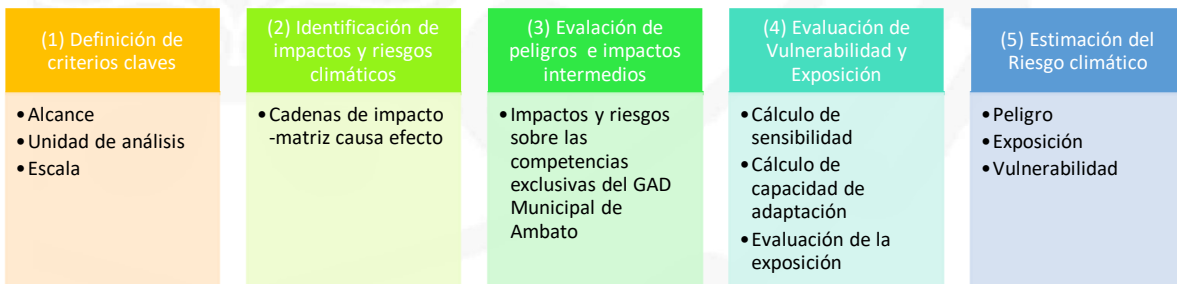 (1) Definición de
criterios claves
• Alcance
• Unidad de análisis
• Escala
(2) Identificación de
impactos y riesgos
climáticos
• Cadenas de impacto
-matriz causa efecto
(3) Evalación de
peligros e impactos
intermedios
• Impactos y riesgos
sobre las
competencias
exclusivas del GAD
Municipal de
Ambato
(4) Evaluación de
Vulnerabilidad y
Exposición
• Cálculo de
sensibilidad
• Cálculo de
capacidad de
adaptación
• Evaluación de la
exposición
(5) Estimación del
Riesgo climático
• Peligro
• Exposición
• Vulnerabilidad